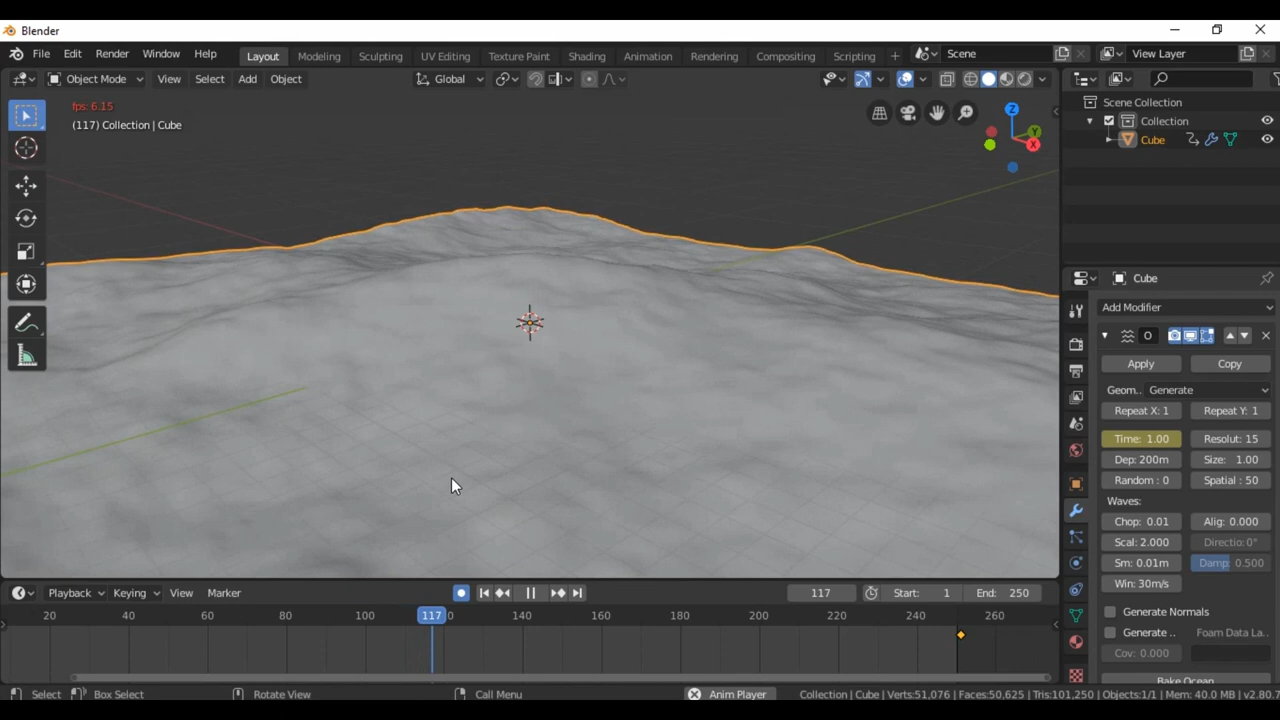 Blender
File Edit Render Window Help Layout Modeling Sculpting UV Editing Texture Paint Shading Animation Rendering Compositing Scripting + Scene View Layer
Object Mode View Select Add Object Global
fps: 6.15
(117) Collection | Cube
Z
Y
X
Scene Collection
Collection
Cube
Cube
Add Modifier
O
Apply Copy
Geom.. Generate
Repeat X: 1 Repeat Y: 1
Time: 1.00 Resolut: 15
Dep: 200m Size: 1.00
Random : 0 Spatial : 50
Waves:
Chop: 0.01 Alig: 0.000
Scal: 2.000 Directio: 0°
Sm: 0.01m Damp: 0.500
Win: 30m/s
Generate Normals
Generate .. Foam Data La..
Cov: 0.000
Bake Ocean
Playback Keying View Marker 117 Start: 1 End: 250
20 40 60 80 100 117 0 140 160 180 200 220 240 260
Select Box Select Rotate View Call Menu Anim Player Collection | Cube | Verts:51,076 | Faces:50,625 | Tris:101,250 | Objects:1/1 | Mem: 40.0 MB | v2.80.7